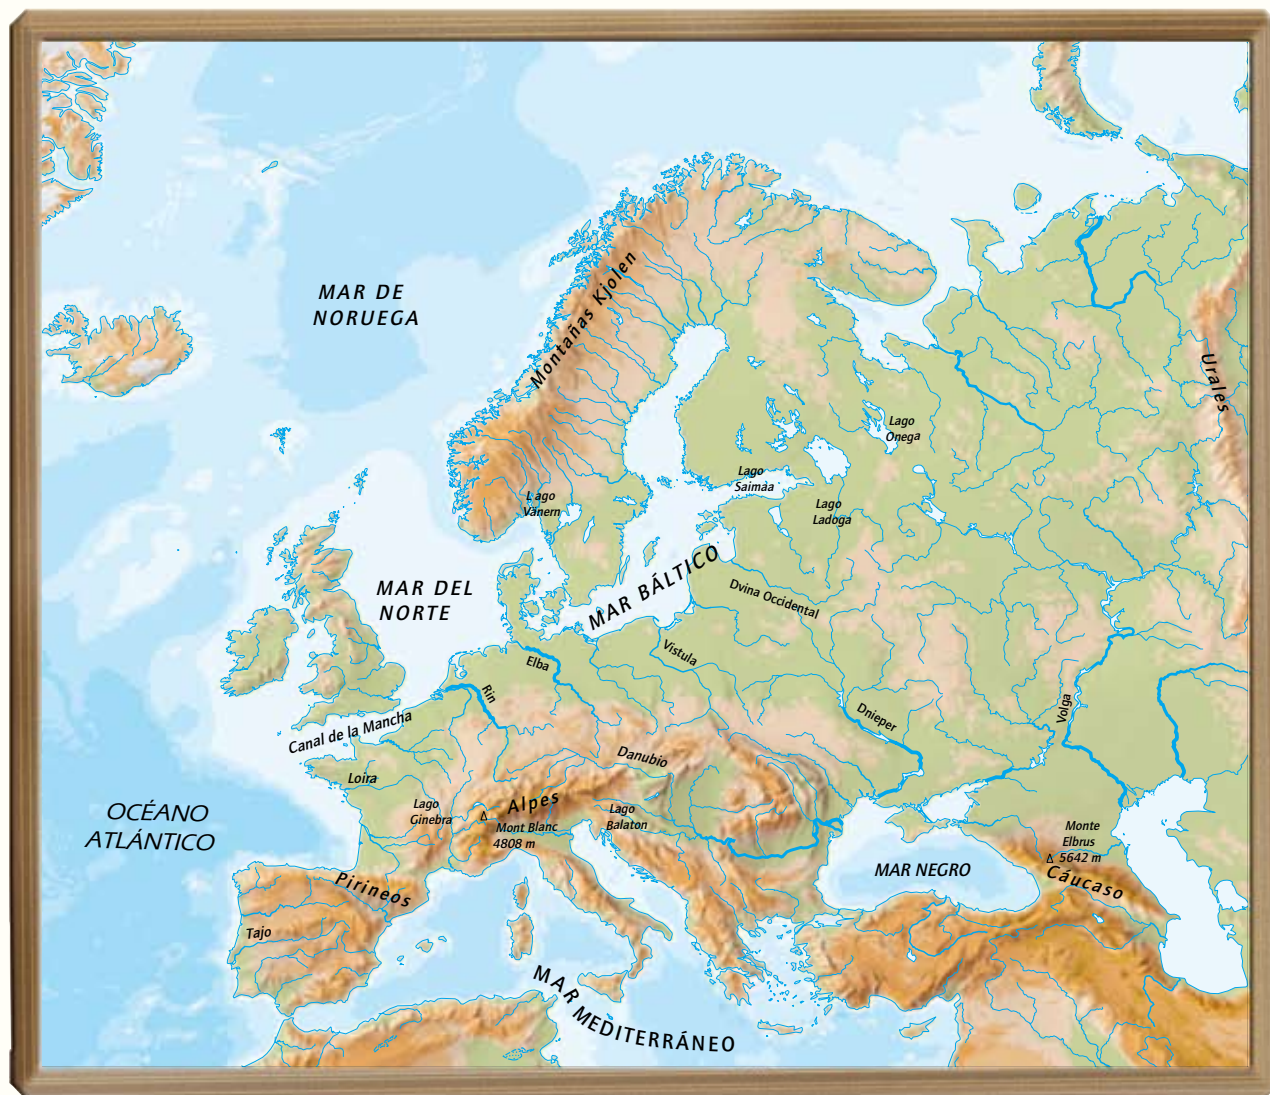 MAR DE
NORUEGA
Montañas Kjolen
Urales
Lago
Onega
Lago
Saimaa
Lago
Vänern
Lago
Ladoga
MAR DEL
NORTE
MAR BÁLTICO
Dvina Occidental
Elba
Vistula
Rin
Canal de la Mancha
Dnieper
Volga
Danubio
Loira
Lago
Ginebra
Alpes
Mont Blanc
4808 m
Lago
Balaton
OCÉANO
ATLÁNTICO
Monte
Elbrus
5642 m
MAR NEGRO
Cáucaso
Pirineos
Tajo
MAR MEDITERRÁNEO